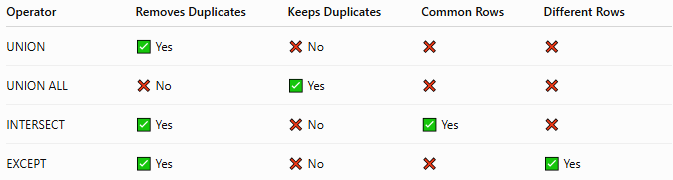 Operator Removes Duplicates Keeps Duplicates Common Rows Different Rows
UNION ✅ Yes ❌ No ❌ ❌
UNION ALL ❌ No ✅ Yes ❌ ❌
INTERSECT ✅ Yes ❌ No ✅ Yes ❌
EXCEPT ✅ Yes ❌ No ❌ ✅ Yes